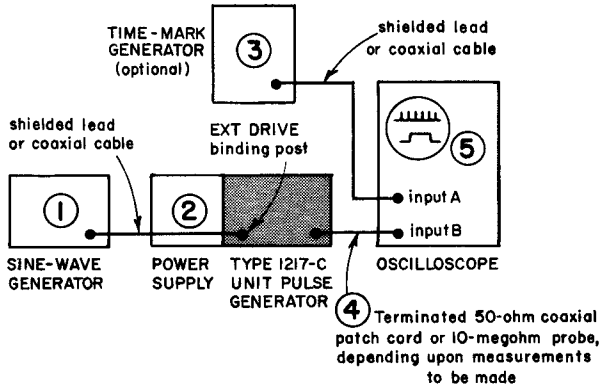 TIME-MARK
GENERATOR
(optional)
3
shielded lead
or coaxial cable
shielded lead
or coaxial cable
EXT DRIVE
binding post
5
1
2
input A
input B
SINE-WAVE
GENERATOR
POWER
SUPPLY
TYPE 1217-C
UNIT PULSE
GENERATOR
OSCILLOSCOPE
4
Terminated 50-ohm coaxial
patch cord or 10-megohm probe,
depending upon measurements
to be made